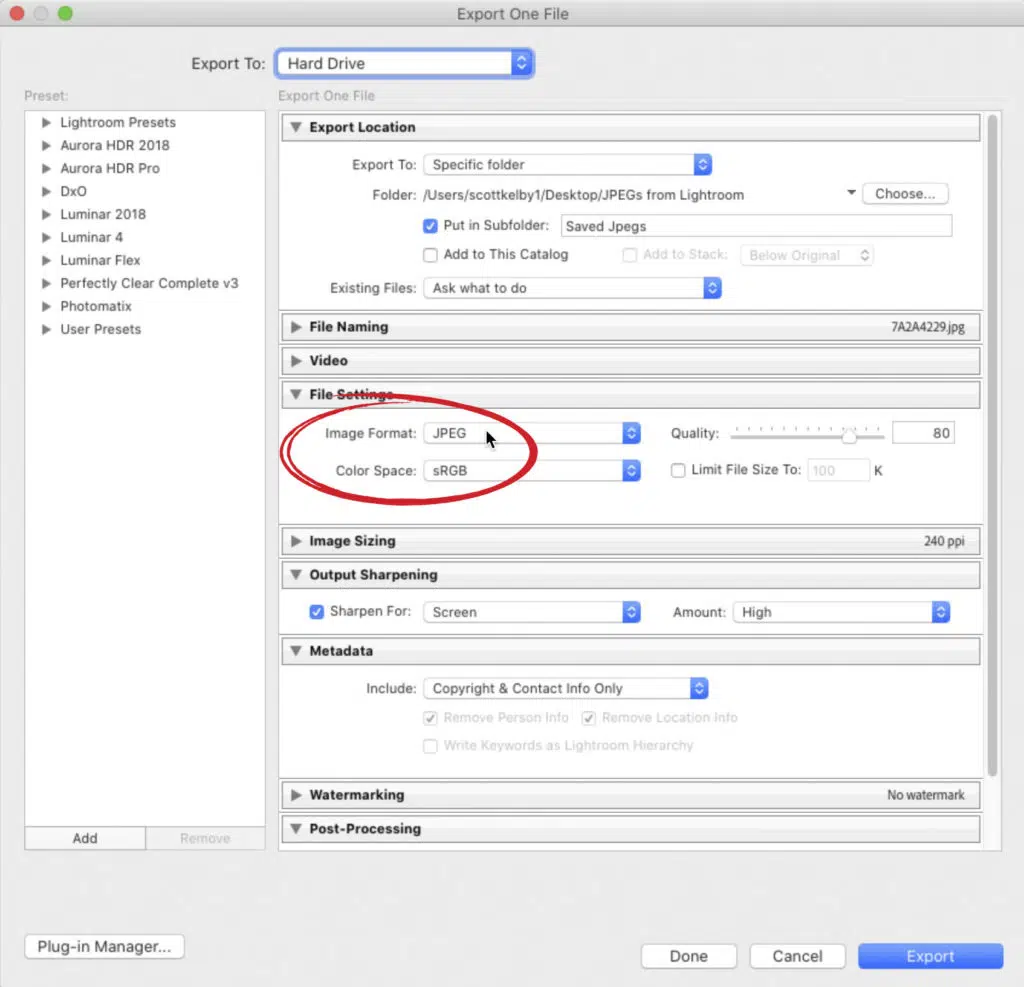 Export One File
Export To: Hard Drive
Preset:
Export One File
Lightroom Presets
Aurora HDR 2018
Aurora HDR Pro
DxO
Luminar 2018
Luminar 4
Luminar Flex
Perfectly Clear Complete v3
Photomatix
User Presets
Add Remove
Export Location
Export To: Specific folder
Folder: /Users/scottkelby1/Desktop/JPEGs from Lightroom Choose...
Put in Subfolder: Saved Jpegs
Add to This Catalog Add to Stack: Below Original
Existing Files: Ask what to do
File Naming 7A2A4229.jpg
Video
File Settings
Image Format: JPEG Quality: 80
Color Space: sRGB Limit File Size To: 100 K
Image Sizing 240 ppi
Output Sharpening
Sharpen For: Screen Amount: High
Metadata
Include: Copyright & Contact Info Only
Remove Person Info Remove Location Info
Write Keywords as Lightroom Hierarchy
Watermarking No watermark
Post-Processing
Plug-in Manager... Done Cancel Export